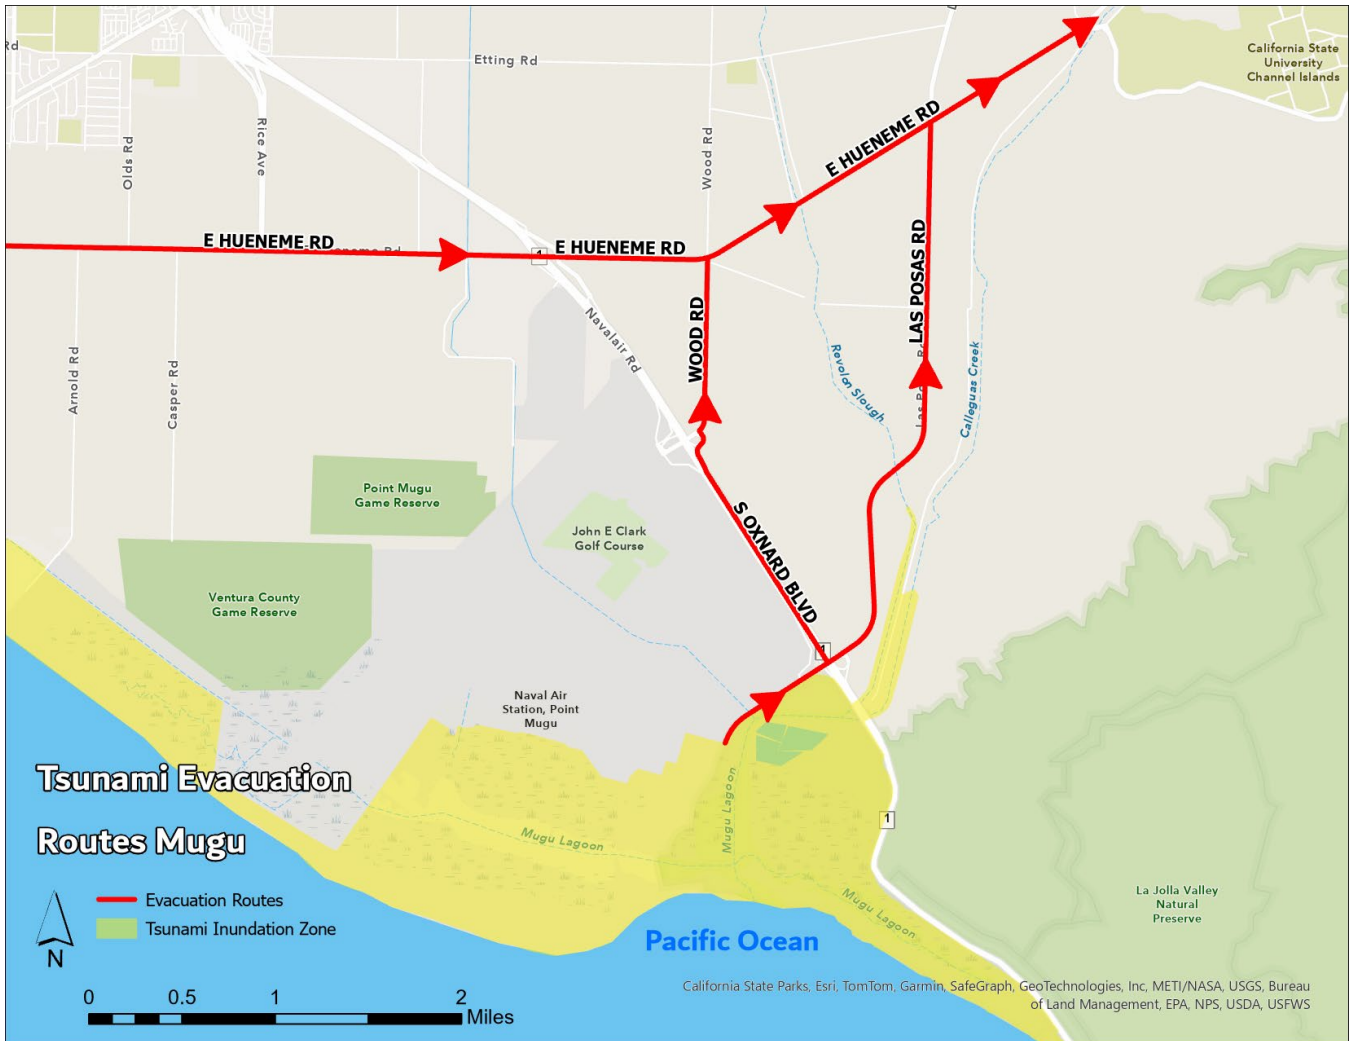 Rd
Etting Rd
California State
University
Channel Islands
Olds Rd
Rice Ave
Wood Rd
E HUENEME RD
E HUENEME RD
E HUENEME RD
1
Navalair Rd
WOOD RD
LAS POSAS RD
Revolon Slough
Calleguas Creek
Arnold Rd
Casper Rd
Point Mugu
Game Reserve
John E Clark
Golf Course
S OXNARD BLVD
Ventura County
Game Reserve
1
Naval Air
Station, Point
Mugu
Mugu Lagoon
Mugu Lagoon
Mugu Lagoon
1
La Jolla Valley
Natural
Preserve
Tsunami Evacuation
Routes Mugu
Evacuation Routes
Tsunami Inundation Zone
N
Pacific Ocean
0 0.5 1 2
Miles
California State Parks, Esri, TomTom, Garmin, SafeGraph, GeoTechnologies, Inc, METI/NASA, USGS, Bureau
of Land Management, EPA, NPS, USDA, USFWS